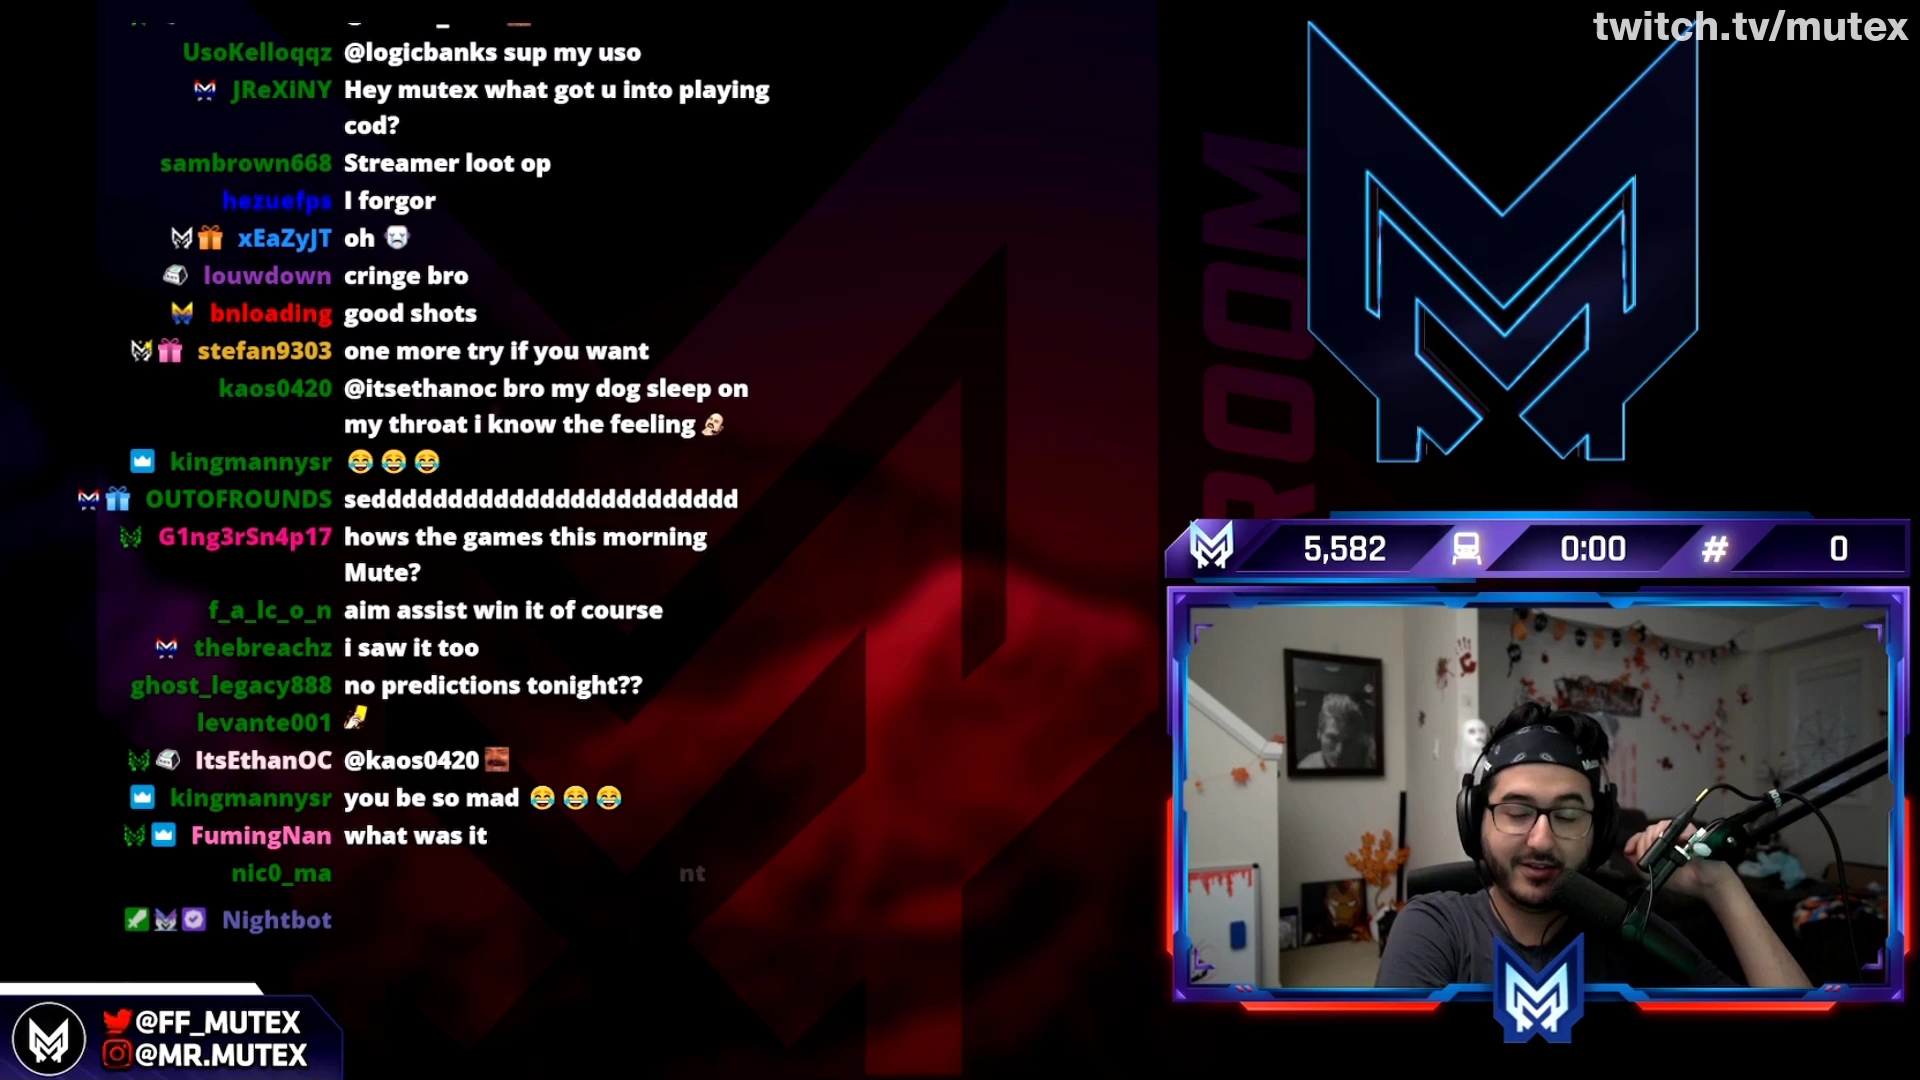 twitch.tv/mutex
UsoKelloqqz @logicbanks sup my uso
JReXiNY Hey mutex what got u into playing
cod?
sambrown668 Streamer loot op
hezuefps I forgor
xEaZyJT oh
louwdown cringe bro
bnloading good shots
stefan9303 one more try if you want
kaos0420 @itsethanoc bro my dog sleep on
my throat i know the feeling
kingmannysr 😂 😂 😂
OUTOFROUNDS sedddddddddddddddddddddddd
G1ng3rSn4p17 hows the games this morning
Mute?
f_a_lc_o_n aim assist win it of course
thebreachz i saw it too
ghost_legacy888 no predictions tonight??
levante001
ItsEthanOC @kaos0420
kingmannysr you be so mad 😂 😂 😂
FumingNan what was it
nic0_ma nt
Nightbot
ROOM
5,582 0:00 # 0
@FF_MUTEX
@MR.MUTEX